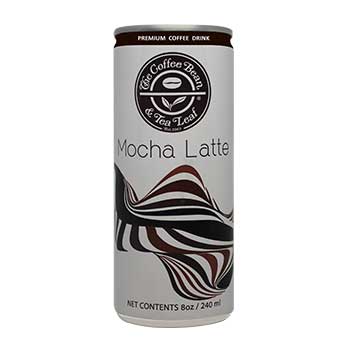 PREMIUM COFFEE DRINK
The Coffee Bean
& Tea Leaf
®
Mocha Latte
NET CONTENTS 8oz / 240 ml